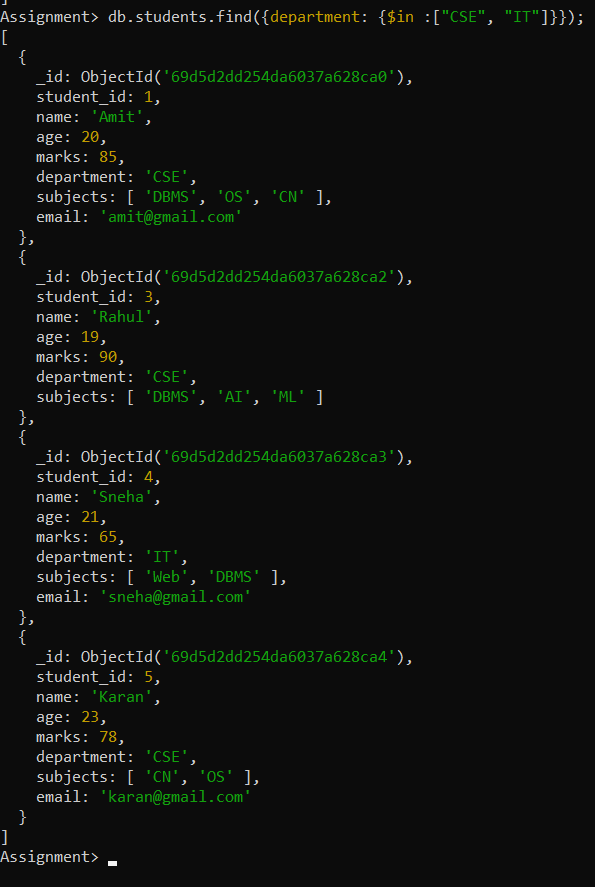 ]
Assignment> db.students.find({department: {$in :["CSE", "IT"]}});
[
  {
    _id: ObjectId('69d5d2dd254da6037a628ca0'),
    student_id: 1,
    name: 'Amit',
    age: 20,
    marks: 85,
    department: 'CSE',
    subjects: [ 'DBMS', 'OS', 'CN' ],
    email: 'amit@gmail.com'
  },
  {
    _id: ObjectId('69d5d2dd254da6037a628ca2'),
    student_id: 3,
    name: 'Rahul',
    age: 19,
    marks: 90,
    department: 'CSE',
    subjects: [ 'DBMS', 'AI', 'ML' ]
  },
  {
    _id: ObjectId('69d5d2dd254da6037a628ca3'),
    student_id: 4,
    name: 'Sneha',
    age: 21,
    marks: 65,
    department: 'IT',
    subjects: [ 'Web', 'DBMS' ],
    email: 'sneha@gmail.com'
  },
  {
    _id: ObjectId('69d5d2dd254da6037a628ca4'),
    student_id: 5,
    name: 'Karan',
    age: 23,
    marks: 78,
    department: 'CSE',
    subjects: [ 'CN', 'OS' ],
    email: 'karan@gmail.com'
  }
]
Assignment>